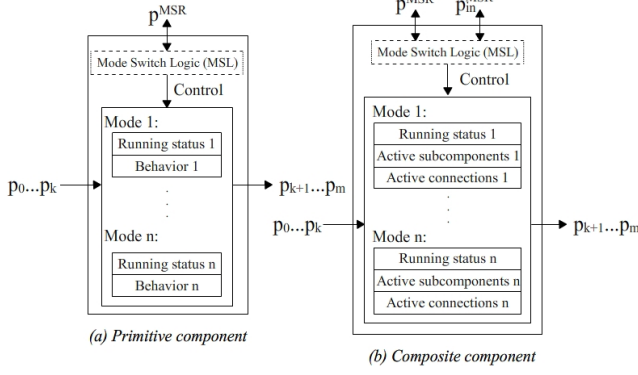 p^MSR
Mode Switch Logic (MSL)
Control
Mode 1:
Running status 1
Behavior 1
.
.
.
p₀...pₖ
pₖ₊₁...pₘ
Mode n:
Running status n
Behavior n
(a) Primitive component
p^MSR
p_in^MSR
Mode Switch Logic (MSL)
Control
Mode 1:
Running status 1
Active subcomponents 1
Active connections 1
.
.
.
p₀...pₖ
pₖ₊₁...pₘ
Mode n:
Running status n
Active subcomponents n
Active connections n
(b) Composite component